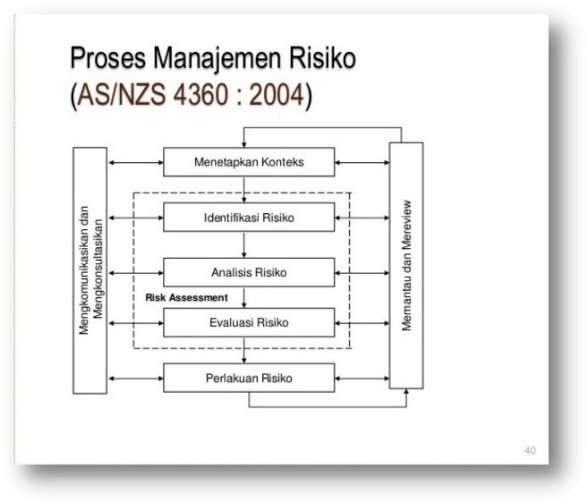 Proses Manajemen Risiko
(AS/NZS 4360 : 2004)
Menetapkan Konteks
Identifikasi Risiko
Analisis Risiko
Risk Assessment
Evaluasi Risiko
Perlakuan Risiko
Mengkomunikasikan dan
Mengkonsultasikan
Memantau dan Mereview
40